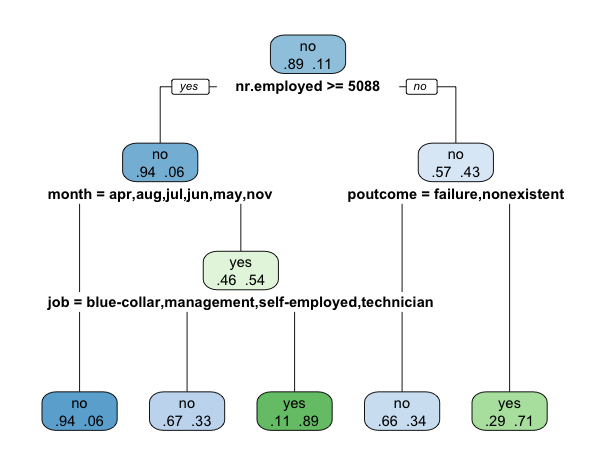 no
.89 .11
yes
nr.employed >= 5088
no
no
.94 .06
no
.57 .43
month = apr,aug,jul,jun,may,nov
poutcome = failure,nonexistent
yes
.46 .54
job = blue-collar,management,self-employed,technician
no
.94 .06
no
.67 .33
yes
.11 .89
no
.66 .34
yes
.29 .71